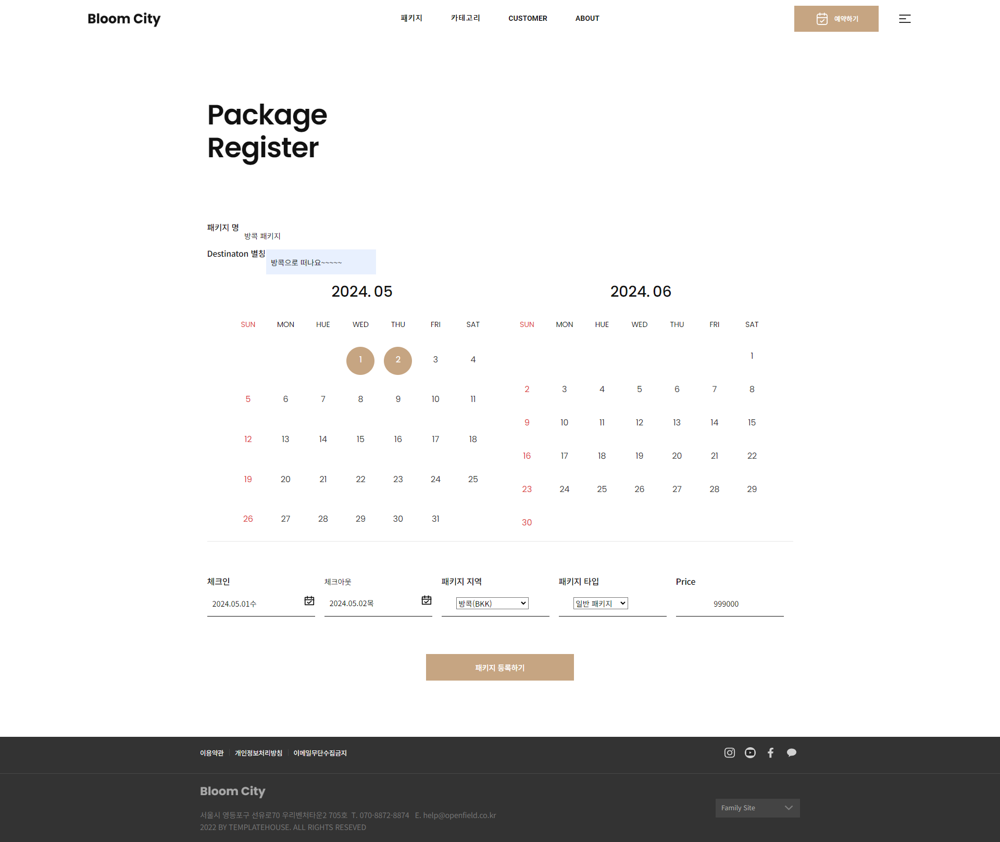 Bloom City
패키지 카테고리 CUSTOMER ABOUT
예약하기
Package
Register
패키지 명
방콕 패키지
Destinaton 별칭
방콕으로 떠나요~~~~~
2024. 05
SUN MON HUE WED THU FRI SAT
1 2 3 4
5 6 7 8 9 10 11
12 13 14 15 16 17 18
19 20 21 22 23 24 25
26 27 28 29 30 31
2024. 06
SUN MON HUE WED THU FRI SAT
1
2 3 4 5 6 7 8
9 10 11 12 13 14 15
16 17 18 19 20 21 22
23 24 25 26 27 28 29
30
체크인
2024.05.01수
체크아웃
2024.05.02목
패키지 지역
방콕(BKK)
패키지 타입
일반 패키지
Price
999000
패키지 등록하기
이용약관 개인정보처리방침 이메일무단수집금지
Bloom City
서울시 영등포구 선유로70 우리벤처타운2 705호 T. 070-8872-8874 E. help@openfield.co.kr
2022 BY TEMPLATEHOUSE. ALL RIGHTS RESEVED
Family Site